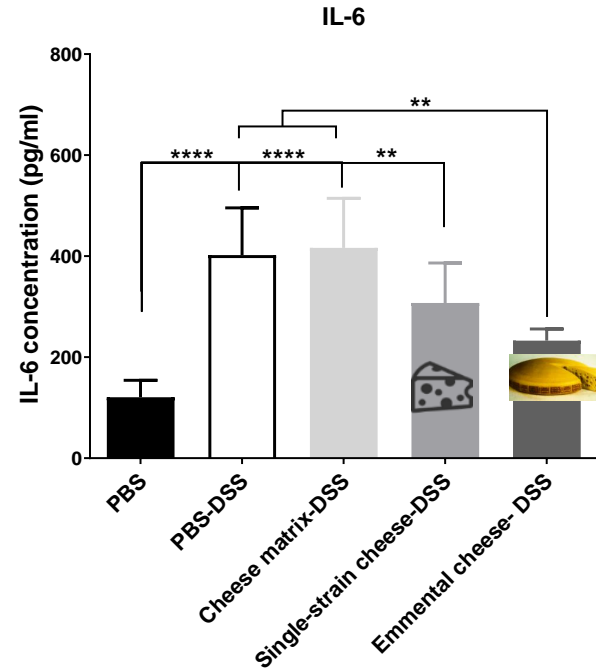 IL-6
IL-6 concentration (pg/ml)
800
600
400
200
0
**
****
****
**
PBS
PBS-DSS
Cheese matrix-DSS
Single-strain cheese-DSS
Emmental cheese- DSS